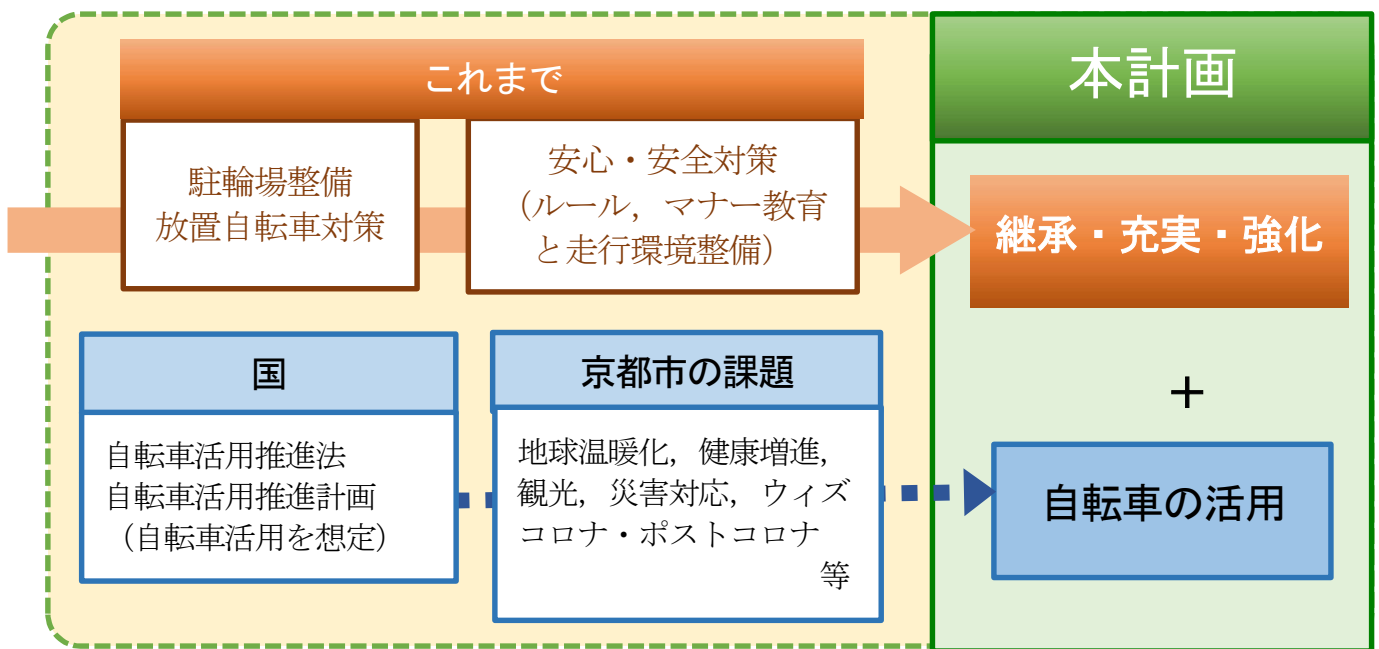 これまで
駐輪場整備
放置自転車対策
安心・安全対策
（ルール，マナー教育
と走行環境整備）
国
自転車活用推進法
自転車活用推進計画
（自転車活用を想定）
京都市の課題
地球温暖化，健康増進，
観光，災害対応，ウィズ
コロナ・ポストコロナ
等
本計画
継承・充実・強化
＋
自転車の活用